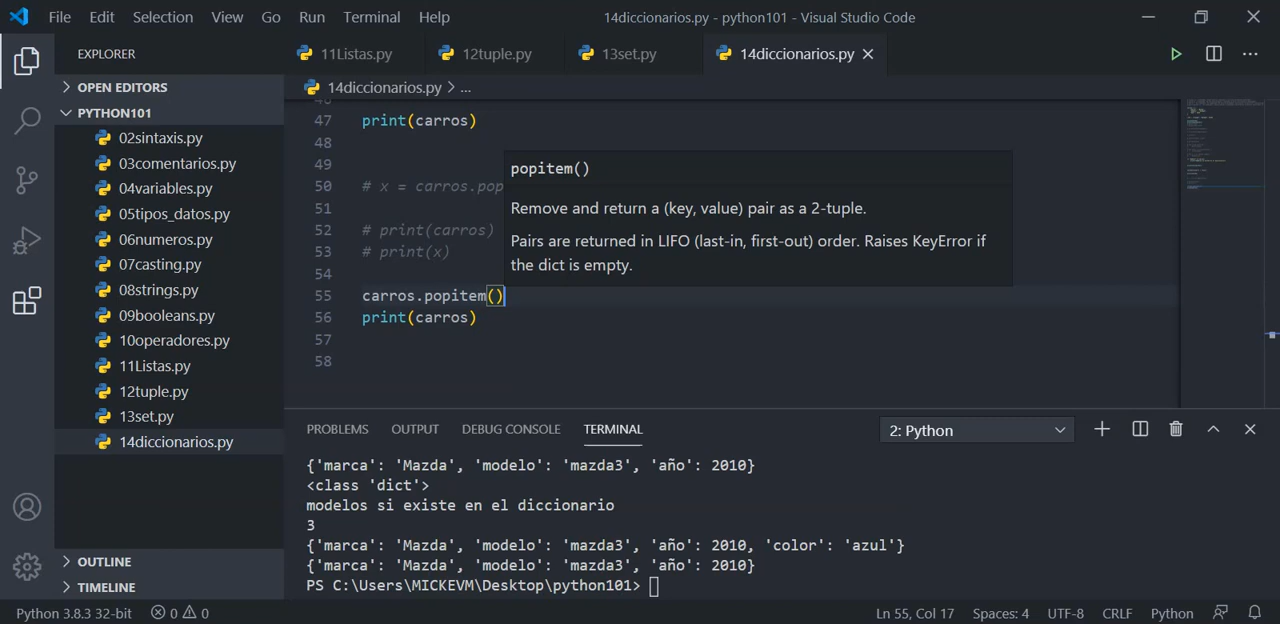 File Edit Selection View Go Run Terminal Help 14diccionarios.py - python101 - Visual Studio Code
EXPLORER
OPEN EDITORS
PYTHON101
02sintaxis.py
03comentarios.py
04variables.py
05tipos_datos.py
06numeros.py
07casting.py
08strings.py
09booleans.py
10operadores.py
11Listas.py
12tuple.py
13set.py
14diccionarios.py
OUTLINE
TIMELINE
11Listas.py 12tuple.py 13set.py 14diccionarios.py
14diccionarios.py > ...
46
47 print(carros)
48
49
50 # x = carros.pop
51
52 # print(carros)
53 # print(x)
54
55 carros.popitem()
56 print(carros)
57
58
popitem()
Remove and return a (key, value) pair as a 2-tuple.
Pairs are returned in LIFO (last-in, first-out) order. Raises KeyError if
the dict is empty.
PROBLEMS OUTPUT DEBUG CONSOLE TERMINAL 2: Python
{'marca': 'Mazda', 'modelo': 'mazda3', 'año': 2010}
<class 'dict'>
modelos si existe en el diccionario
3
{'marca': 'Mazda', 'modelo': 'mazda3', 'año': 2010, 'color': 'azul'}
{'marca': 'Mazda', 'modelo': 'mazda3', 'año': 2010}
PS C:\Users\MICKEVM\Desktop\python101>
Python 3.8.3 32-bit 0 0 Ln 55, Col 17 Spaces: 4 UTF-8 CRLF Python